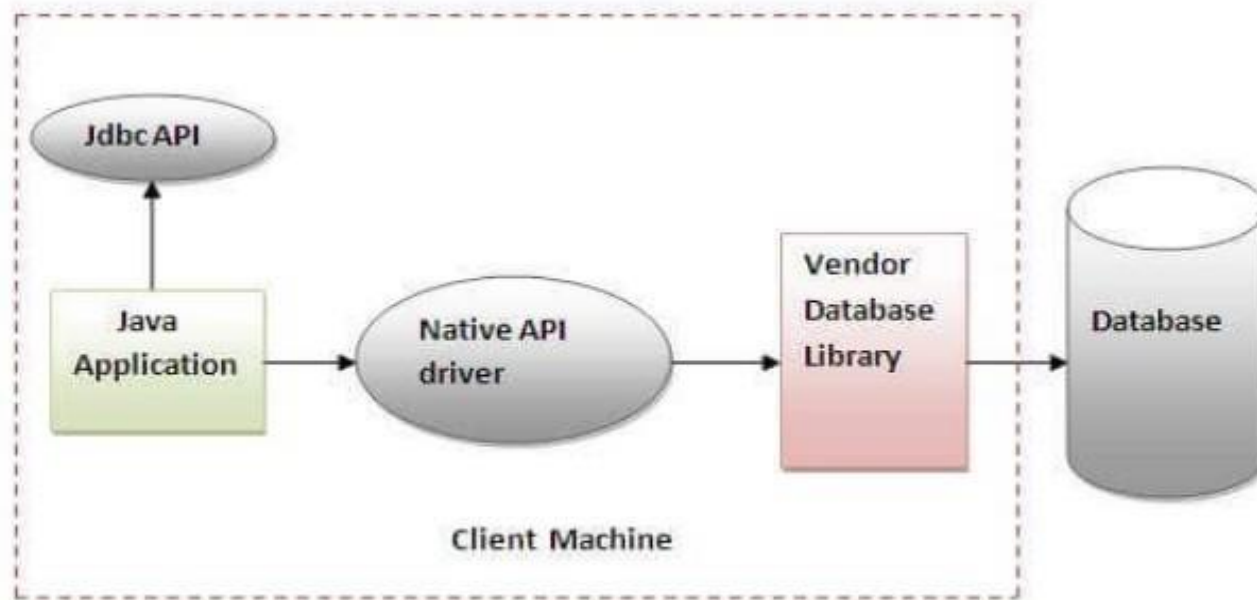 Jdbc API
Java
Application
Native API
driver
Vendor
Database
Library
Database
Client Machine